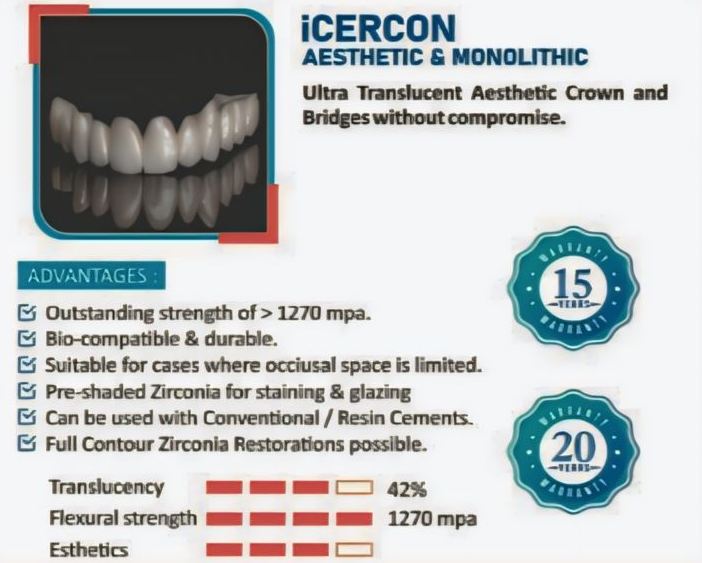 iCERCON
AESTHETIC & MONOLITHIC
Ultra Translucent Aesthetic Crown and
Bridges without compromise.
ADVANTAGES :
Outstanding strength of > 1270 mpa.
Bio-compatible & durable.
Suitable for cases where occiusal space is limited.
Pre-shaded Zirconia for staining & glazing
Can be used with Conventional / Resin Cements.
Full Contour Zirconia Restorations possible.
WARRANTY
15
YEARS
WARRANTY
WARRANTY
20
YEARS
WARRANTY
Translucency 42%
Flexural strength 1270 mpa
Esthetics